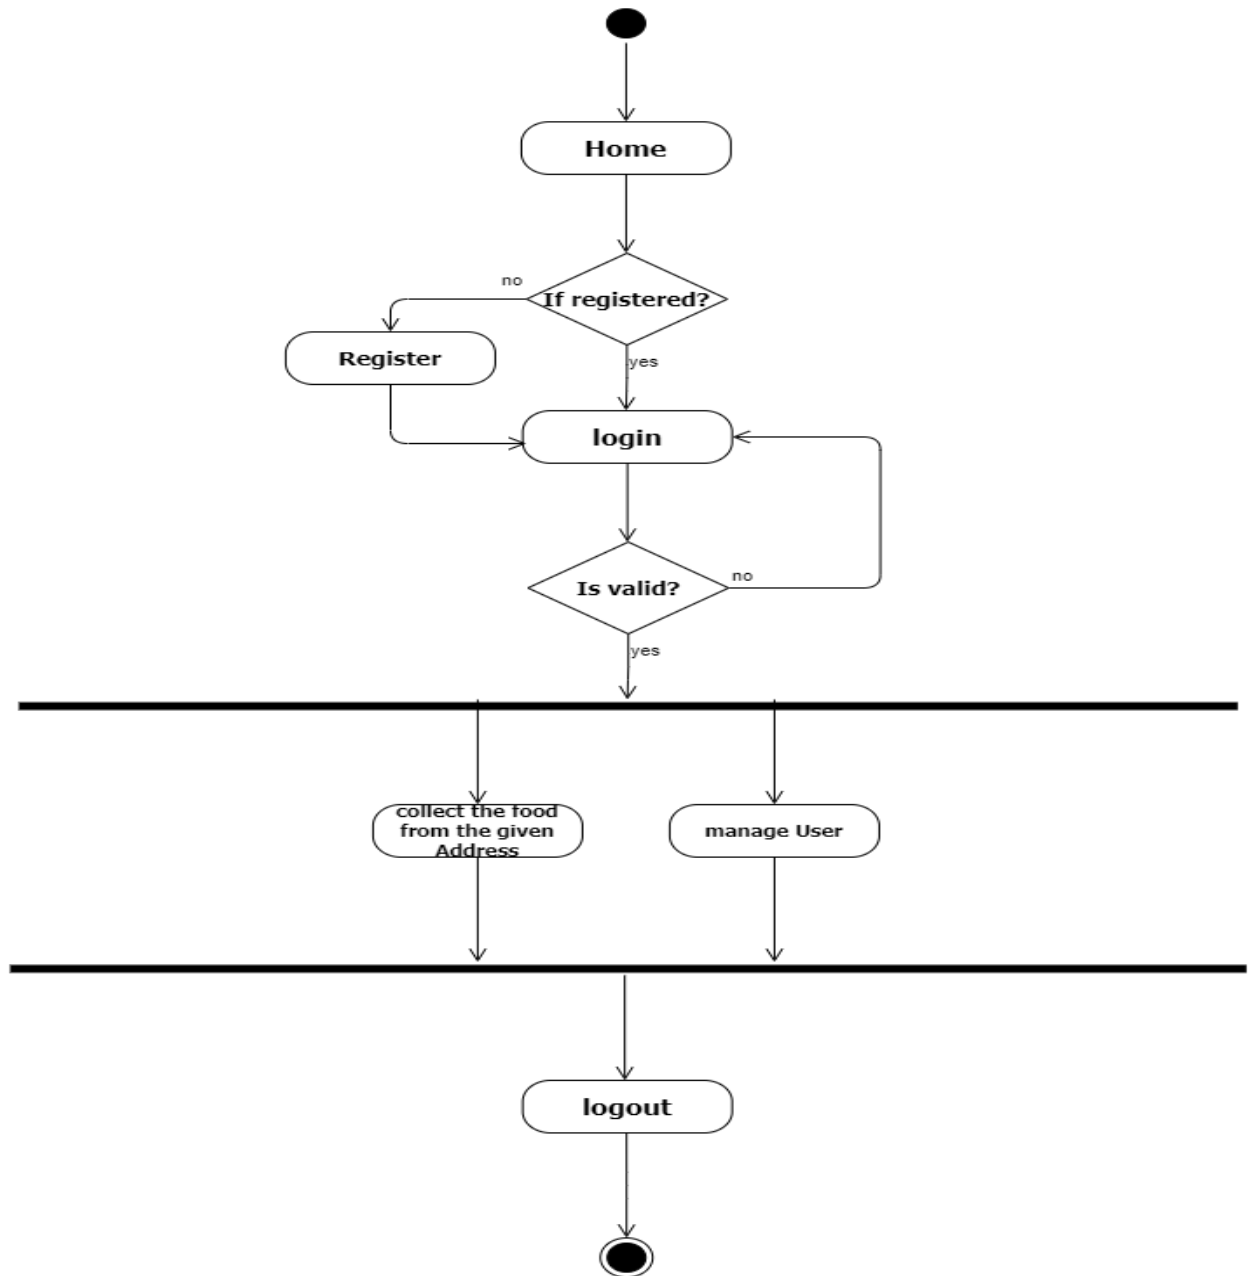 Home
no
If registered?
Register
yes
login
Is valid?
no
yes
collect the food
from the given
Address
manage User
logout